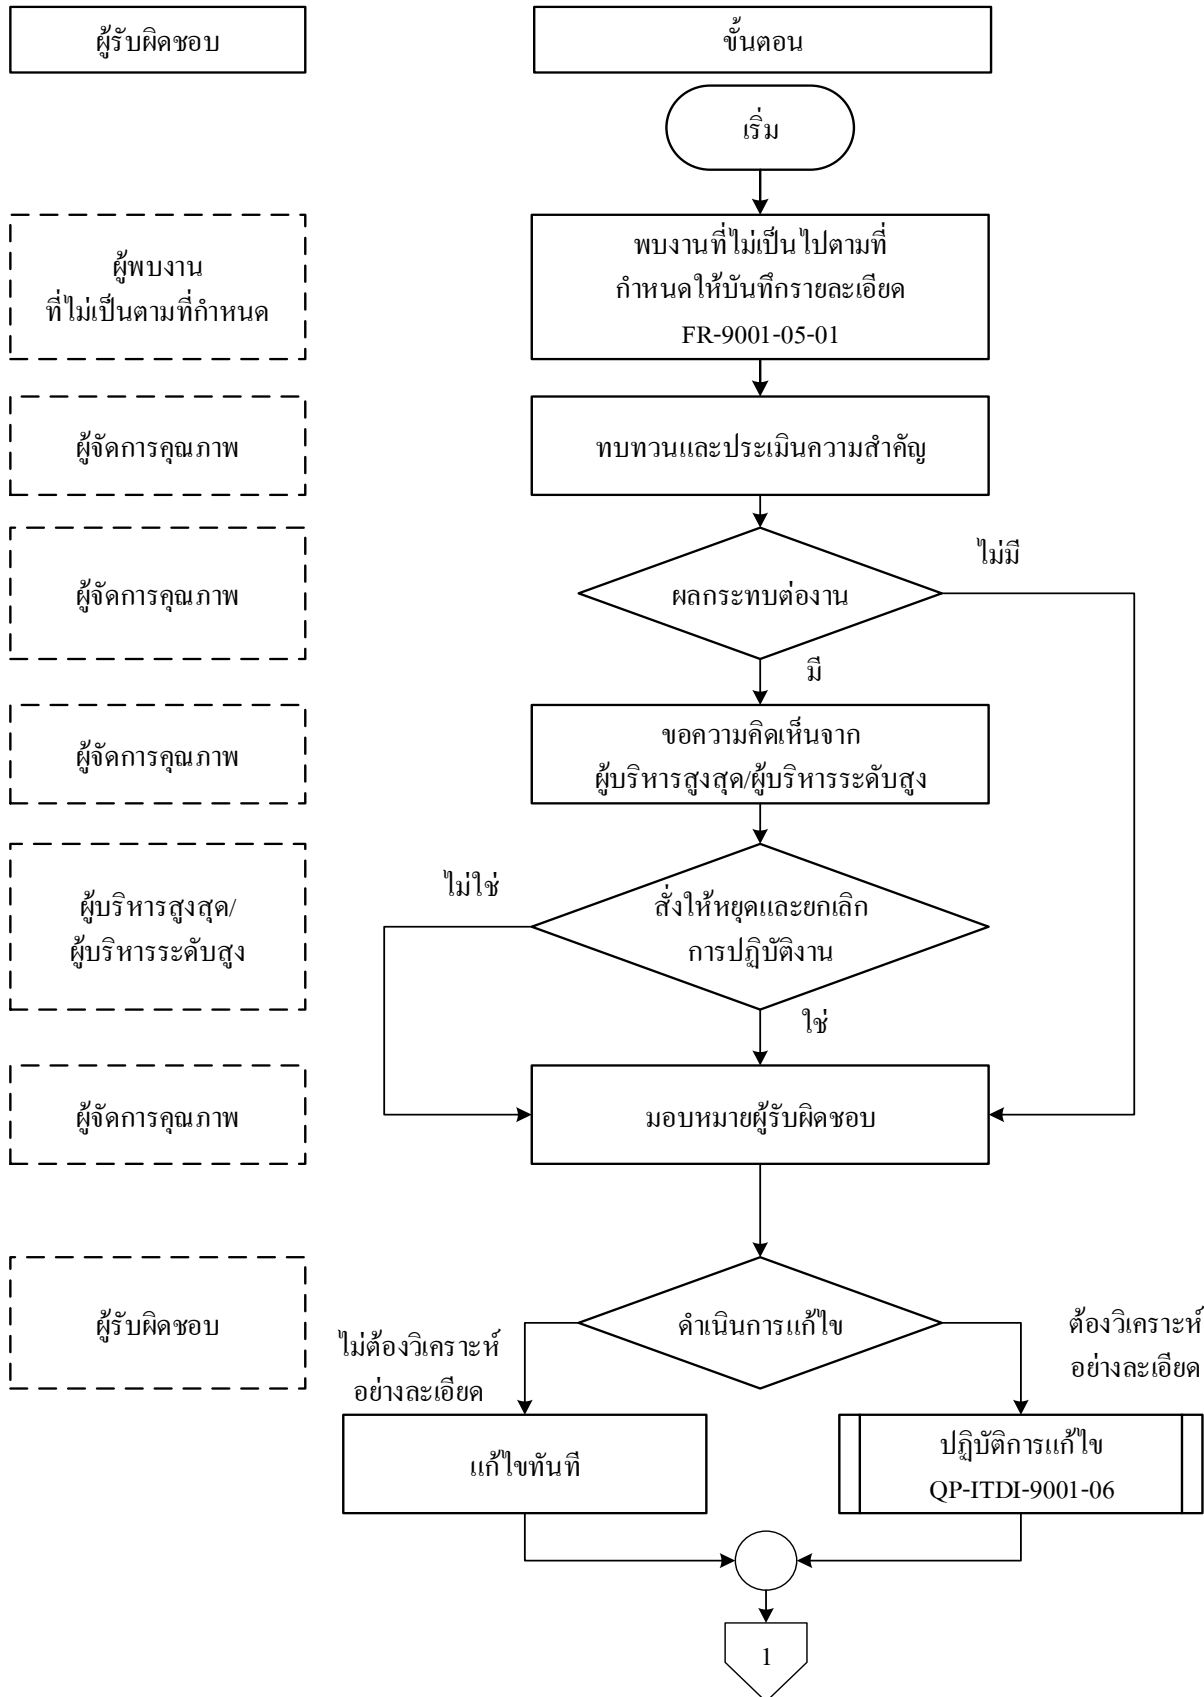 ผู้รับผิดชอบ
ขั้นตอน
เริ่ม
ผู้พบงาน
ที่ไม่เป็นตามที่กำหนด
พบงานที่ไม่เป็นไปตามที่
กำหนดให้บันทึกรายละเอียด
FR-9001-05-01
ผู้จัดการคุณภาพ
ทบทวนและประเมินความสำคัญ
ผู้จัดการคุณภาพ
ผลกระทบต่องาน
ไม่มี
มี
ผู้จัดการคุณภาพ
ขอความคิดเห็นจาก
ผู้บริหารสูงสุด/ผู้บริหารระดับสูง
ผู้บริหารสูงสุด/
ผู้บริหารระดับสูง
ไม่ใช่
สั่งให้หยุดและยกเลิก
การปฏิบัติงาน
ใช่
ผู้จัดการคุณภาพ
มอบหมายผู้รับผิดชอบ
ผู้รับผิดชอบ
ดำเนินการแก้ไข
ไม่ต้องวิเคราะห์
อย่างละเอียด
ต้องวิเคราะห์
อย่างละเอียด
แก้ไขทันที
ปฏิบัติการแก้ไข
QP-ITDI-9001-06
1